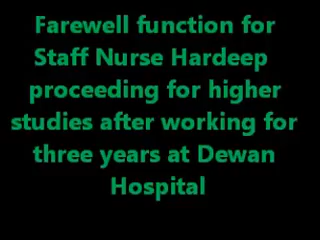 Farewell function for
Staff Nurse Hardeep
proceeding for higher
studies after working for
three years at Dewan
Hospital